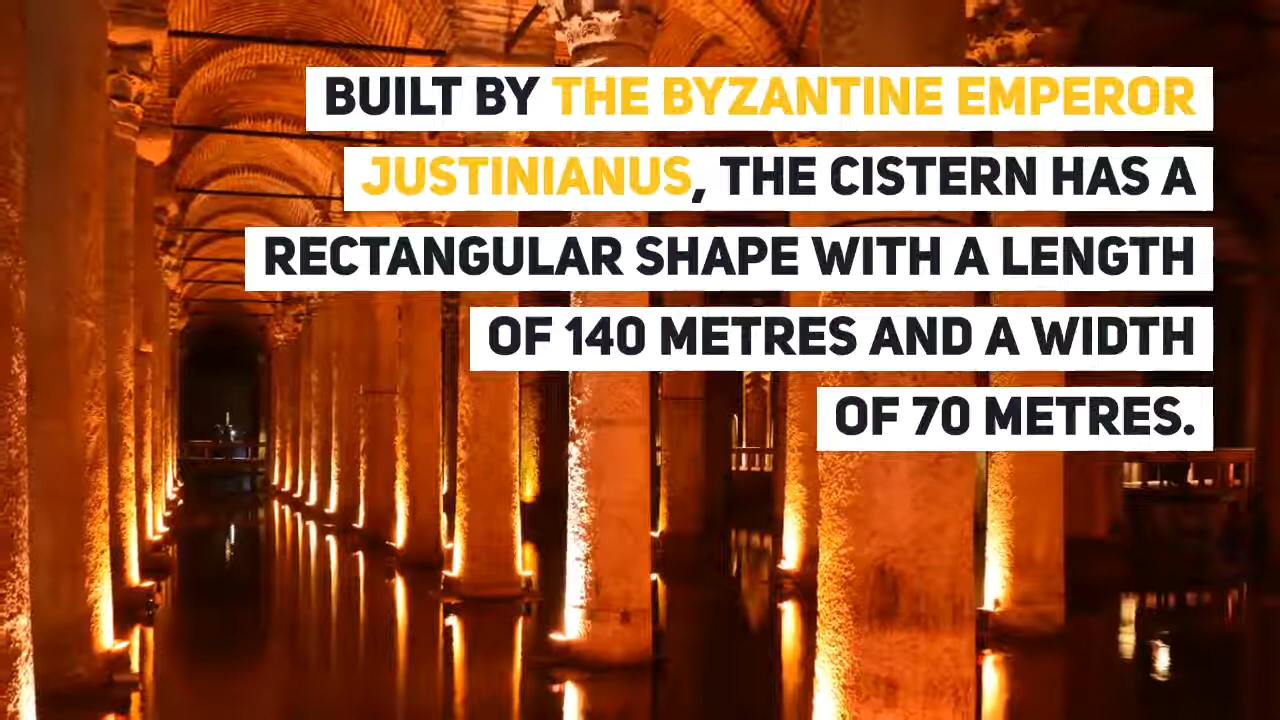 BUILT BY THE BYZANTINE EMPEROR
JUSTINIANUS, THE CISTERN HAS A
RECTANGULAR SHAPE WITH A LENGTH
OF 140 METRES AND A WIDTH
OF 70 METRES.